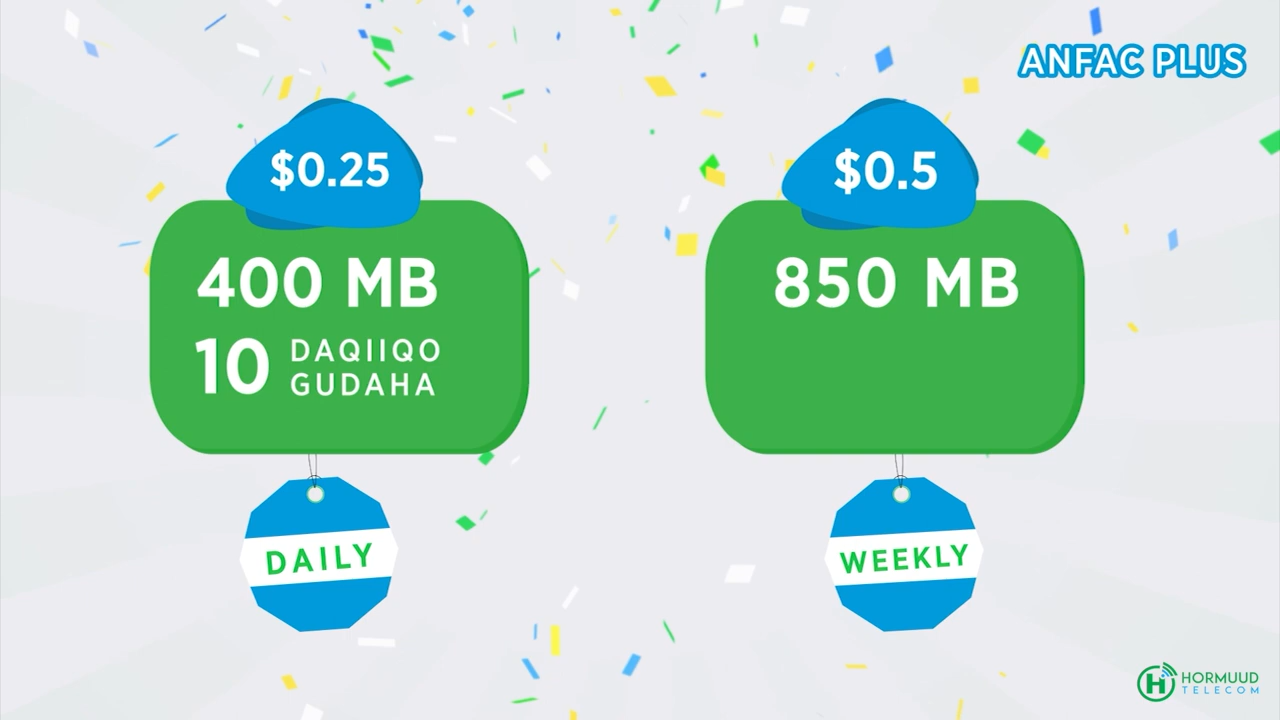 ANFAC PLUS
$0.25
400 MB
10 DAQIIQO
GUDAHA
DAILY
$0.5
850 MB
WEEKLY
HORMUUD
TELECOM